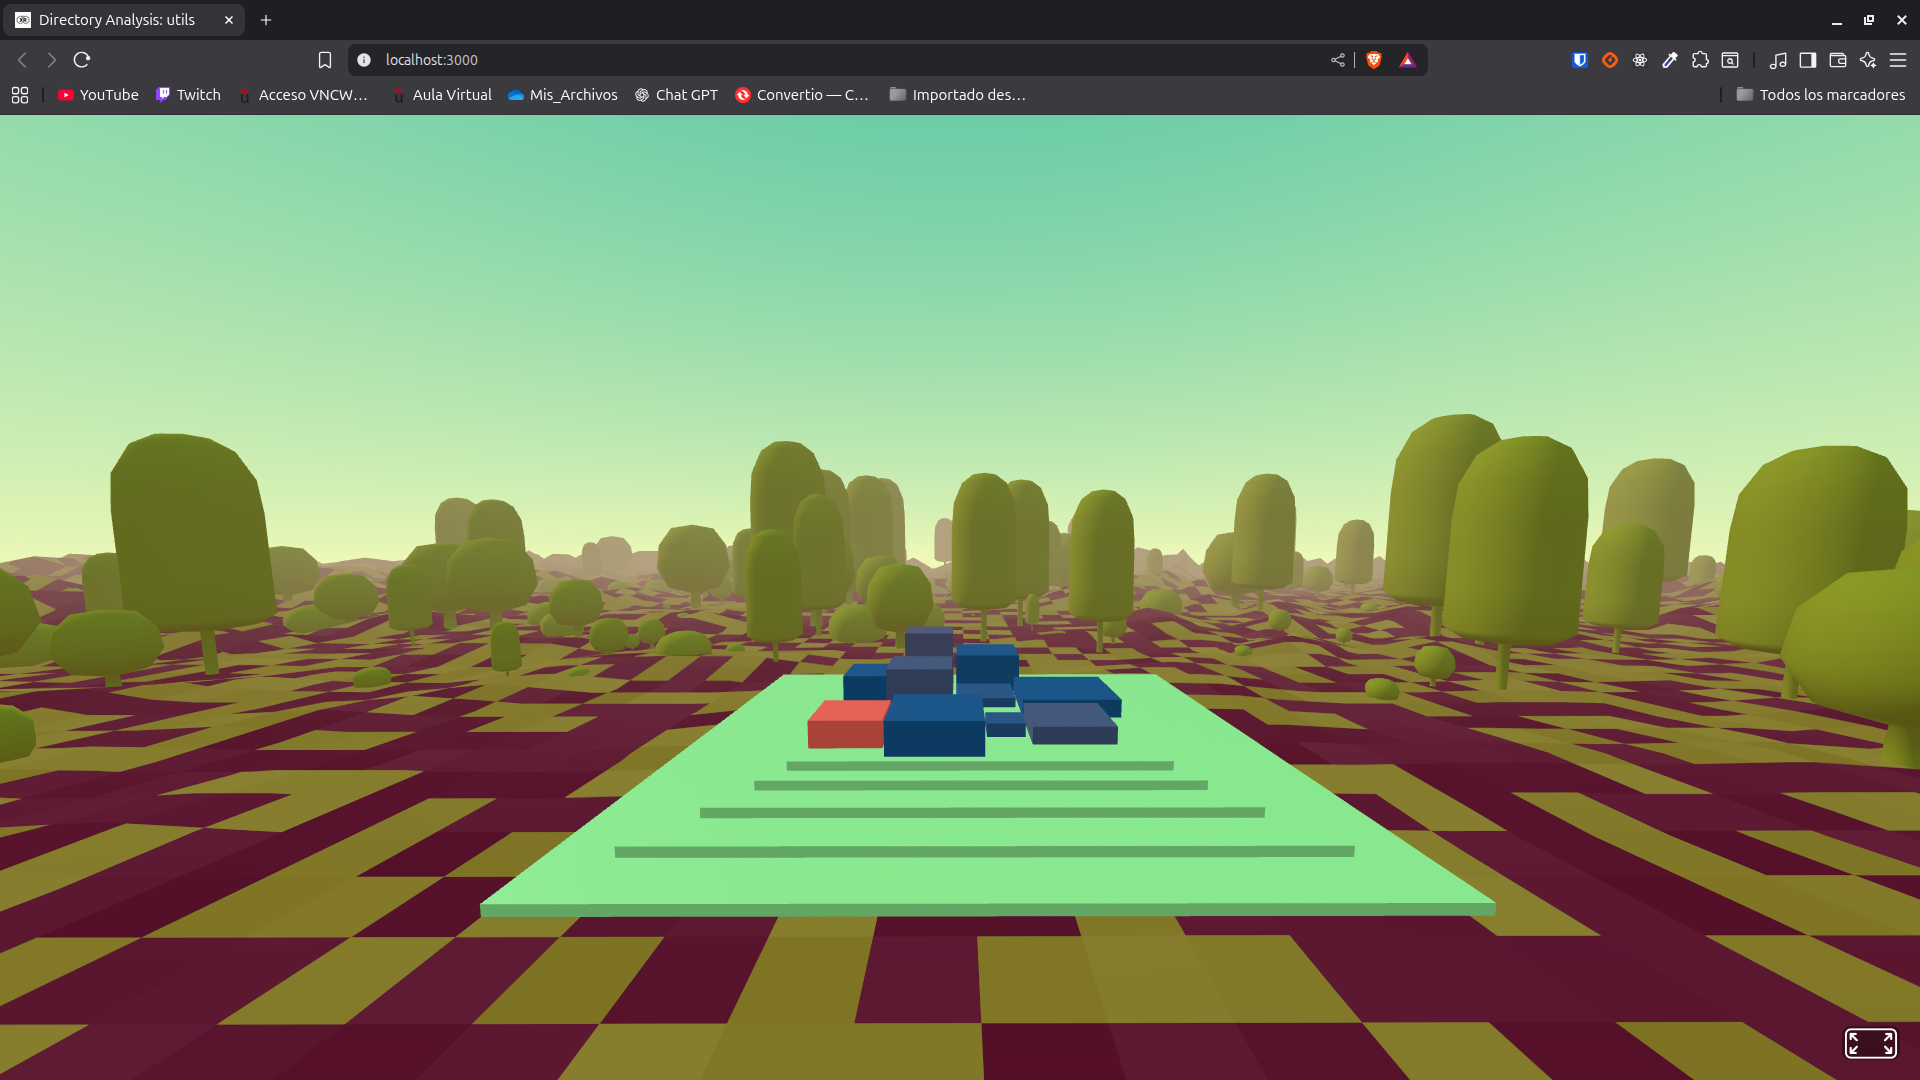 Directory Analysis: utils
localhost:3000
YouTube
Twitch
Acceso VNCW...
Aula Virtual
Mis_Archivos
Chat GPT
Convertio — C...
Importado des...
Todos los marcadores